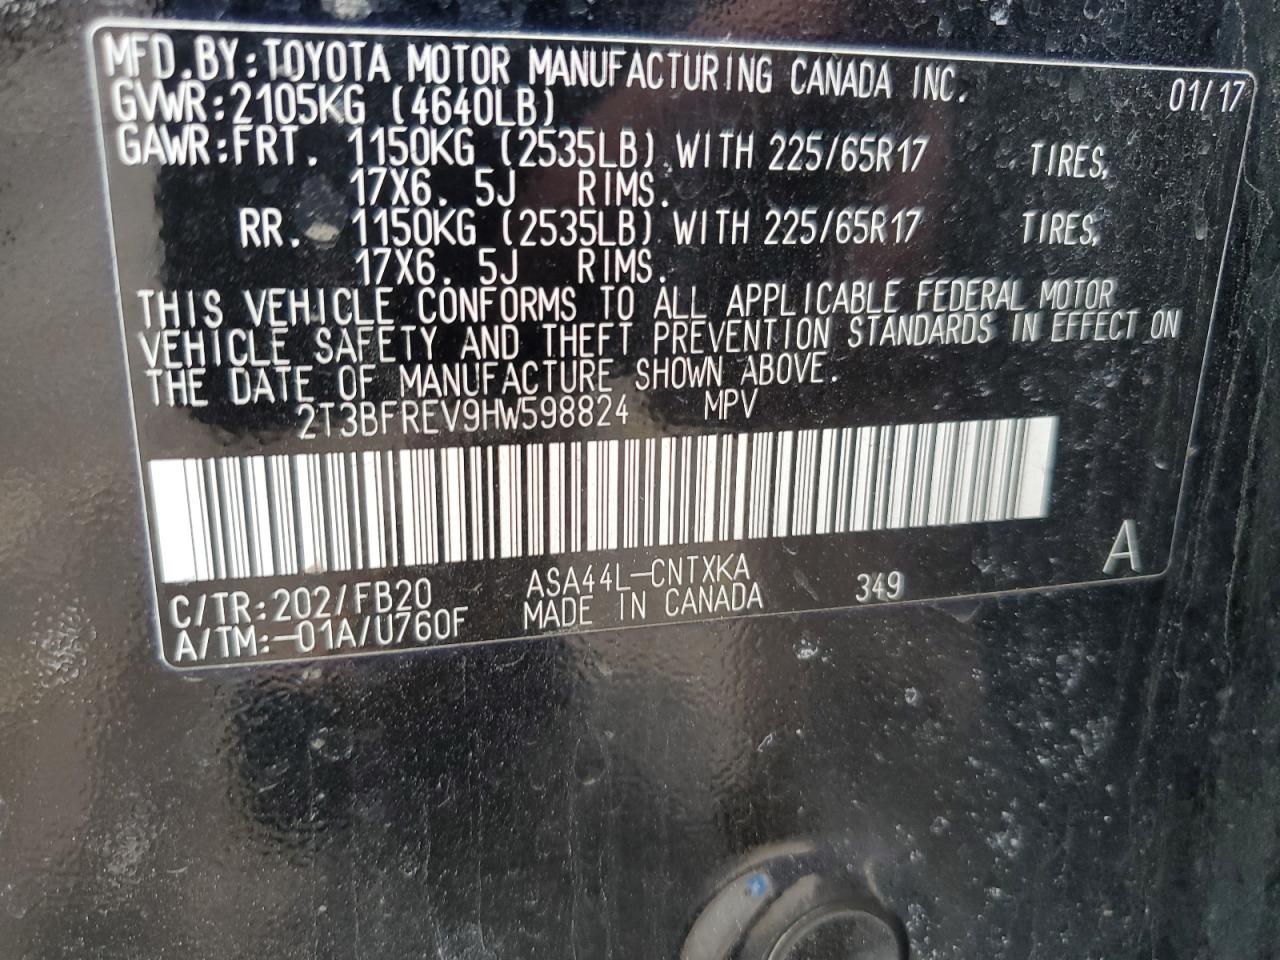 MFD.BY:TOYOTA MOTOR MANUFACTURING CANADA INC. 01/17
GVWR:2105KG (4640LB)
GAWR:FRT. 1150KG (2535LB) WITH 225/65R17 TIRES,
17X6. 5J RIMS.
RR. 1150KG (2535LB) WITH 225/65R17 TIRES,
17X6. 5J RIMS.
THIS VEHICLE CONFORMS TO ALL APPLICABLE FEDERAL MOTOR
VEHICLE SAFETY AND THEFT PREVENTION STANDARDS IN EFFECT ON
THE DATE OF MANUFACTURE SHOWN ABOVE.
2T3BFREV9HW598824 MPV
A
C/TR:202/FB20 ASA44L-CNTXKA 349
A/TM:-01A/U760F MADE IN CANADA